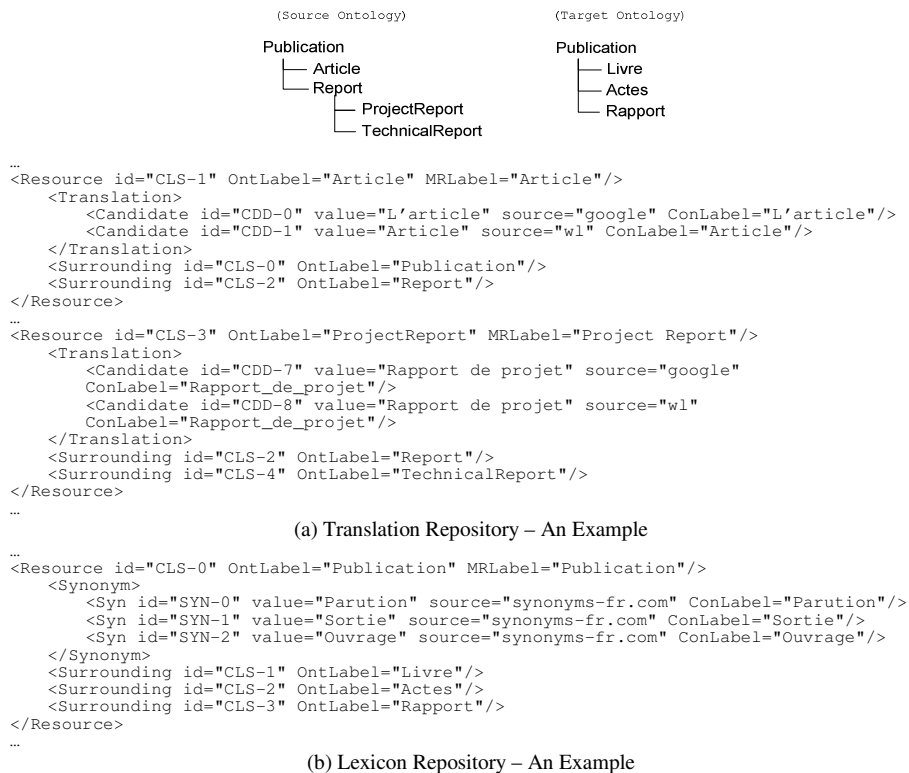 (Source Ontology) (Target Ontology)
Publication Publication
Article Livre
Report Actes
ProjectReport Rapport
TechnicalReport
…
<Resource id="CLS-1" OntLabel="Article" MRLabel="Article"/>
<Translation>
<Candidate id="CDD-0" value="L’article" source="google" ConLabel="L’article"/>
<Candidate id="CDD-1" value="Article" source="wl" ConLabel="Article"/>
</Translation>
<Surrounding id="CLS-0" OntLabel="Publication"/>
<Surrounding id="CLS-2" OntLabel="Report"/>
</Resource>
…
<Resource id="CLS-3" OntLabel="ProjectReport" MRLabel="Project Report"/>
<Translation>
<Candidate id="CDD-7" value="Rapport de projet" source="google"
ConLabel="Rapport_de_projet"/>
<Candidate id="CDD-8" value="Rapport de projet" source="wl"
ConLabel="Rapport_de_projet"/>
</Translation>
<Surrounding id="CLS-2" OntLabel="Report"/>
<Surrounding id="CLS-4" OntLabel="TechnicalReport"/>
</Resource>
…
(a) Translation Repository – An Example
…
<Resource id="CLS-0" OntLabel="Publication" MRLabel="Publication"/>
<Synonym>
<Syn id="SYN-0" value="Parution" source="synonyms-fr.com" ConLabel="Parution"/>
<Syn id="SYN-1" value="Sortie" source="synonyms-fr.com" ConLabel="Sortie"/>
<Syn id="SYN-2" value="Ouvrage" source="synonyms-fr.com" ConLabel="Ouvrage"/>
</Synonym>
<Surrounding id="CLS-1" OntLabel="Livre"/>
<Surrounding id="CLS-2" OntLabel="Actes"/>
<Surrounding id="CLS-3" OntLabel="Rapport"/>
</Resource>
…
(b) Lexicon Repository – An Example